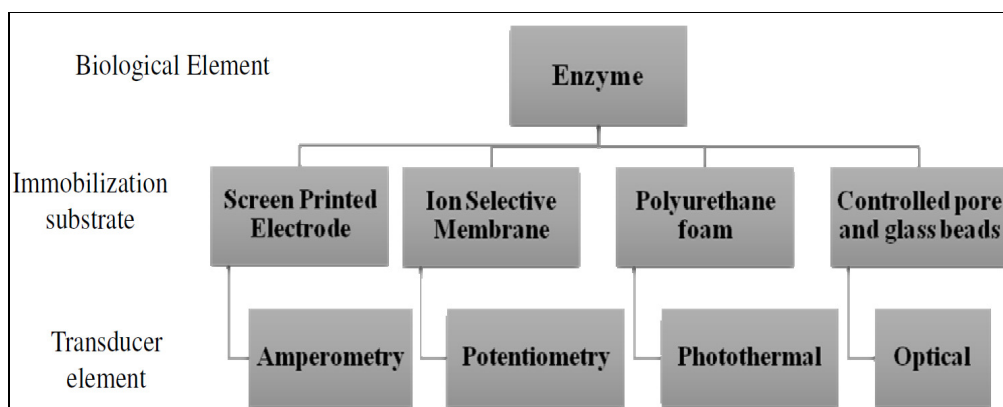 Biological Element
Enzyme
Immobilization
substrate
Screen Printed
Electrode
Ion Selective
Membrane
Polyurethane
foam
Controlled pore
and glass beads
Transducer
element
Amperometry
Potentiometry
Photothermal
Optical